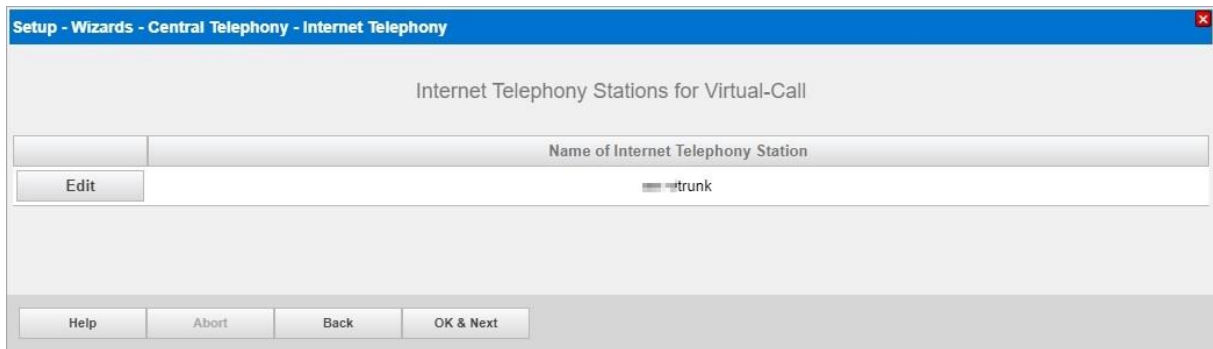 Setup - Wizards - Central Telephony - Internet Telephony
Internet Telephony Stations for Virtual-Call
Name of Internet Telephony Station
Edit trunk
Help Abort Back OK & Next